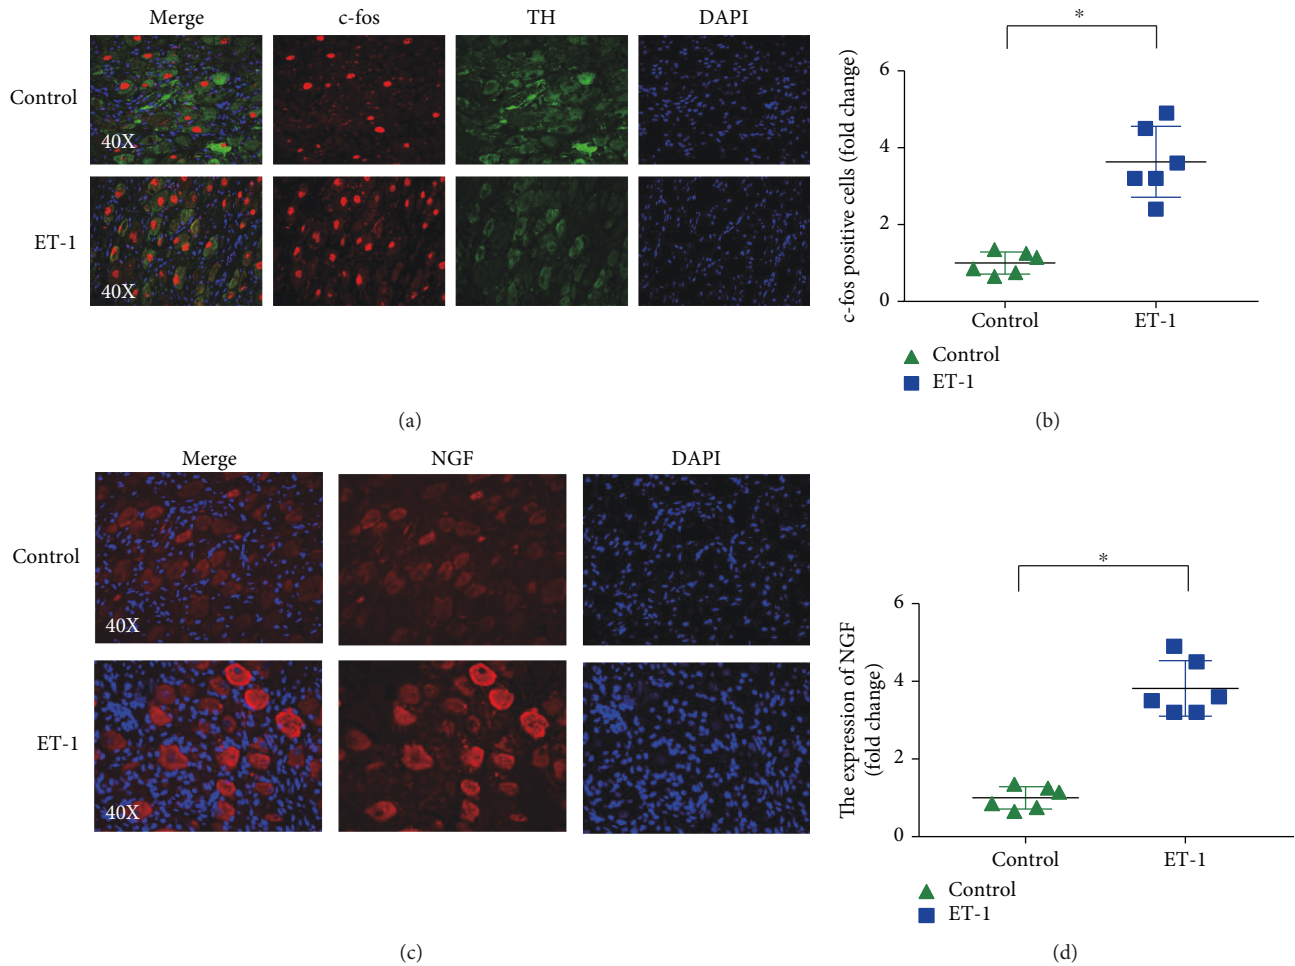 Merge c-fos TH DAPI
Control
40X
ET-1
40X
(a)
*
c-fos positive cells (fold change)
6
4
2
0
Control ET-1
Control
ET-1
(b)
Merge NGF DAPI
Control
40X
ET-1
40X
(c)
*
The expression of NGF
(fold change)
6
4
2
0
Control ET-1
Control
ET-1
(d)